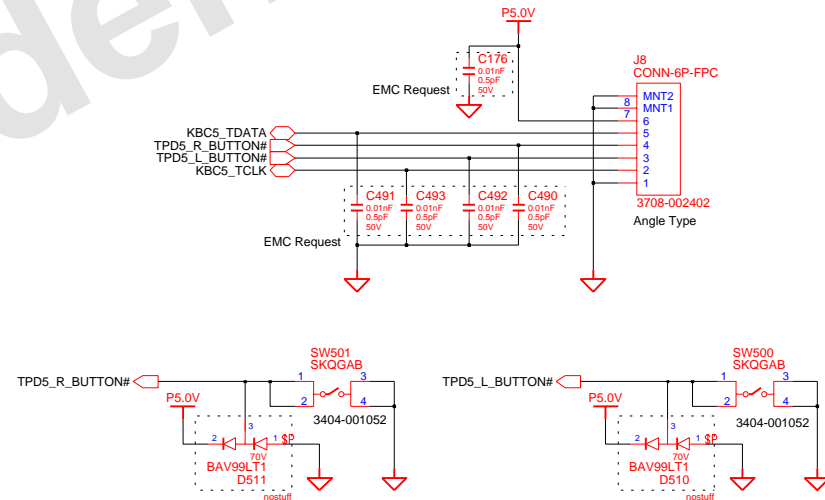 P5.0V
C176
0.01nF
0.5pF
50V
EMC Request
J8
CONN-6P-FPC
MNT2
8
MNT1
7
6
KBC5_TDATA
5
TPD5_R_BUTTON#
4
TPD5_L_BUTTON#
3
KBC5_TCLK
2
1
C491
0.01nF
0.5pF
50V
C493
0.01nF
0.5pF
50V
C492
0.01nF
0.5pF
50V
C490
0.01nF
0.5pF
50V
3708-002402
Angle Type
EMC Request
SW501
SKQGAB
TPD5_R_BUTTON#
1
3
2
4
P5.0V
3404-001052
3
2
1
70V
BAV99LT1
D511
nostuff
SW500
SKQGAB
TPD5_L_BUTTON#
1
3
2
4
P5.0V
3404-001052
3
2
1
70V
BAV99LT1
D510
nostuff